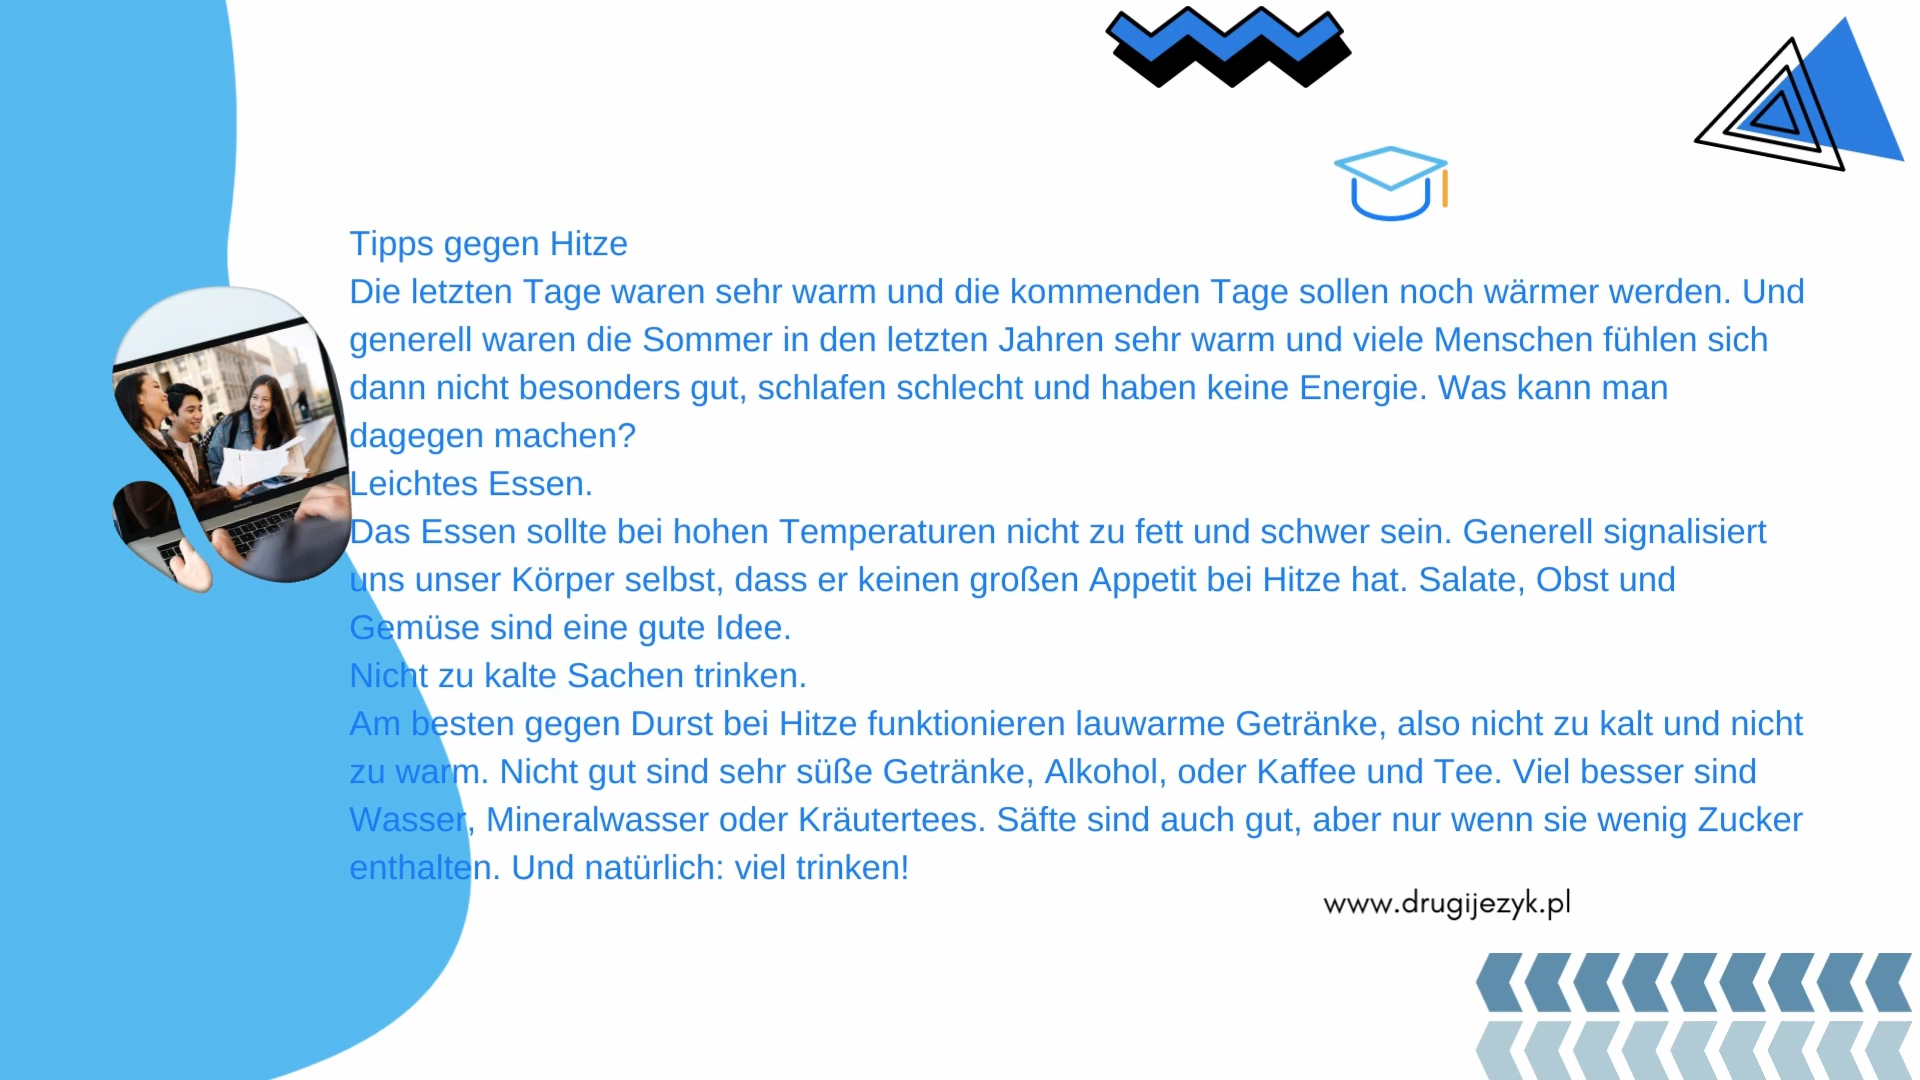 Tipps gegen Hitze
Die letzten Tage waren sehr warm und die kommenden Tage sollen noch wärmer werden. Und
generell waren die Sommer in den letzten Jahren sehr warm und viele Menschen fühlen sich
dann nicht besonders gut, schlafen schlecht und haben keine Energie. Was kann man
dagegen machen?
Leichtes Essen.
Das Essen sollte bei hohen Temperaturen nicht zu fett und schwer sein. Generell signalisiert
uns unser Körper selbst, dass er keinen großen Appetit bei Hitze hat. Salate, Obst und
Gemüse sind eine gute Idee.
Nicht zu kalte Sachen trinken.
Am besten gegen Durst bei Hitze funktionieren lauwarme Getränke, also nicht zu kalt und nicht
zu warm. Nicht gut sind sehr süße Getränke, Alkohol, oder Kaffee und Tee. Viel besser sind
Wasser, Mineralwasser oder Kräutertees. Säfte sind auch gut, aber nur wenn sie wenig Zucker
enthalten. Und natürlich: viel trinken!
www.drugijezyk.pl